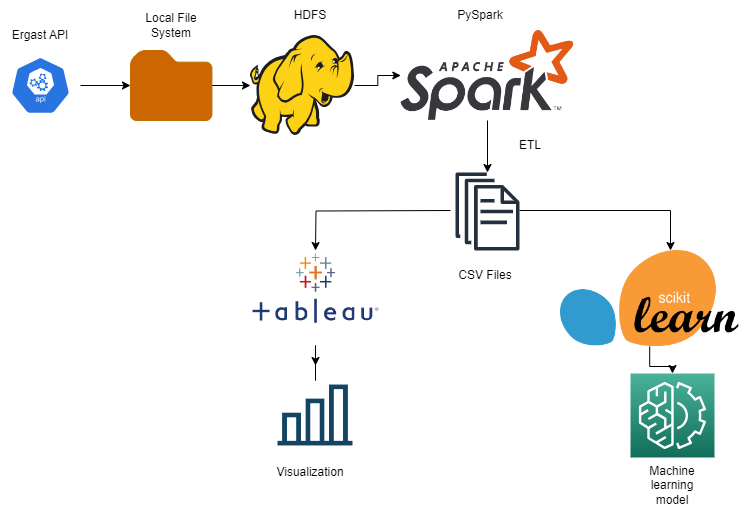 Ergast API
Local File
System
HDFS
PySpark
api
APACHE
Spark
TM
ETL
CSV Files
+ableau®
scikit
learn
Visualization
Machine
learning
model